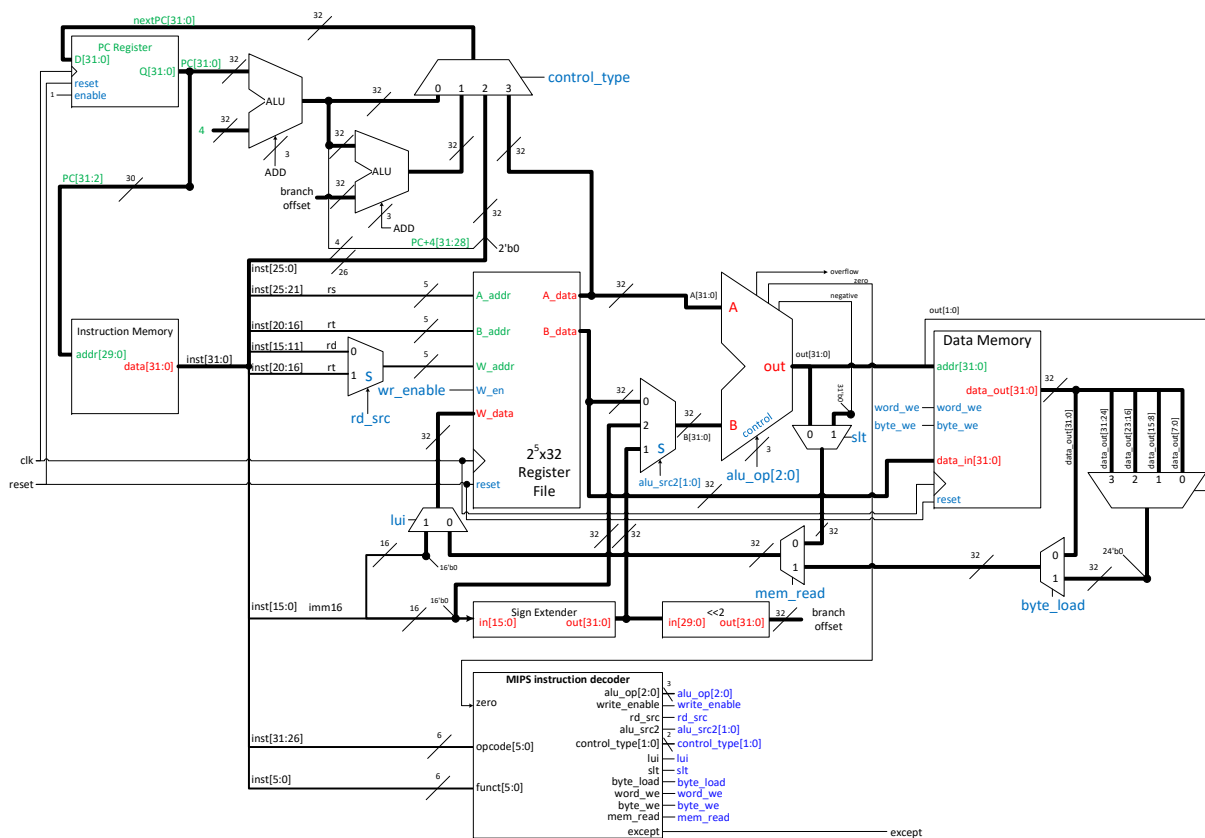 nextPC[31:0]
32
PC Register
D[31:0]
Q[31:0]
PC[31:0]
reset
enable
1
32
ALU
4
32
3
ADD
32
0
1
2
3
control_type
32
32
32
ALU
branch
offset
32
3
ADD
32
PC[31:2]
30
4
PC+4[31:28]
2'b0
inst[25:0]
26
inst[25:21]
rs
5
A_addr
A_data
32
A[31:0]
inst[20:16]
rt
5
B_addr
B_data
inst[15:11]
rd
0
5
W_addr
inst[20:16]
rt
1
S
rd_src
wr_enable
W_en
W_data
2⁵x32
Register
File
reset
Instruction Memory
addr[29:0]
data[31:0]
inst[31:0]
clk
reset
32
32
0
2
1
S
alu_src2[1:0]
32
B[31:0]
A
B
out
control
3
alu_op[2:0]
overflow
zero
negative
out[31:0]
31'b0
0
1
slt
32
out[1:0]
Data Memory
addr[31:0]
data_out[31:0]
32
word_we
word_we
byte_we
byte_we
data_in[31:0]
32
reset
data_out[31:0]
data_out[31:24]
data_out[23:16]
data_out[15:8]
data_out[7:0]
3
2
1
0
lui
1
0
16
16'b0
32
32
32
0
1
mem_read
32
0
1
byte_load
32
24'b0
inst[15:0]
imm16
16
16'b0
Sign Extender
in[15:0]
out[31:0]
<<2
in[29:0]
out[31:0]
32
branch
offset
MIPS instruction decoder
zero
alu_op[2:0]
3
alu_op[2:0]
write_enable
write_enable
rd_src
rd_src
alu_src2
alu_src2[1:0]
inst[31:26]
6
opcode[5:0]
control_type[1:0]
2
control_type[1:0]
lui
lui
slt
slt
inst[5:0]
6
funct[5:0]
byte_load
byte_load
word_we
word_we
byte_we
byte_we
mem_read
mem_read
except
except